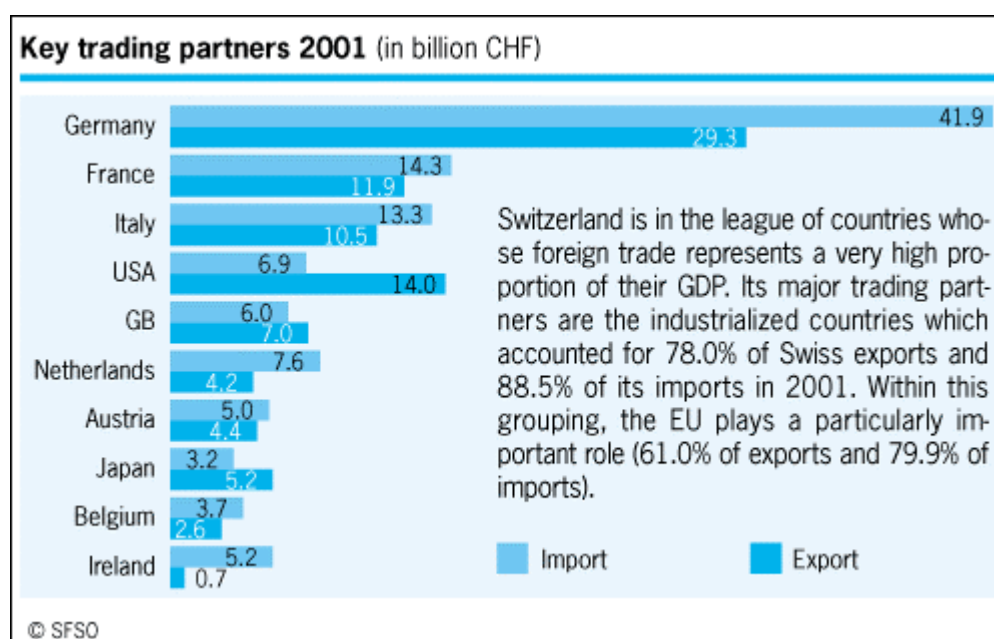 Key trading partners 2001 (in billion CHF)
Germany 41.9
29.3
France 14.3
11.9
Italy 13.3
10.5
USA 6.9
14.0
GB 6.0
7.0
Netherlands 7.6
4.2
Austria 5.0
4.4
Japan 3.2
5.2
Belgium 3.7
2.6
Ireland 5.2
0.7
Switzerland is in the league of countries who-
se foreign trade represents a very high pro-
portion of their GDP. Its major trading part-
ners are the industrialized countries which
accounted for 78.0% of Swiss exports and
88.5% of its imports in 2001. Within this
grouping, the EU plays a particularly im-
portant role (61.0% of exports and 79.9% of
imports).
Import Export
© SFSO